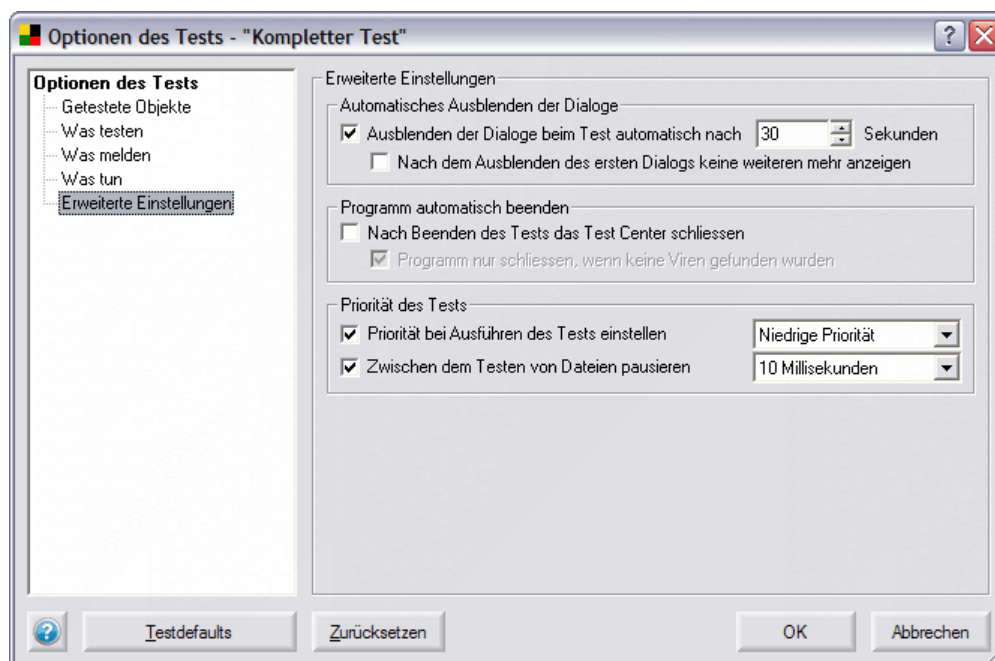 Optionen des Tests - "Kompletter Test"
Optionen des Tests
Getestete Objekte
Was testen
Was melden
Was tun
Erweiterte Einstellungen
Erweiterte Einstellungen
Automatisches Ausblenden der Dialoge
Ausblenden der Dialoge beim Test automatisch nach 30 Sekunden
Nach dem Ausblenden des ersten Dialogs keine weiteren mehr anzeigen
Programm automatisch beenden
Nach Beenden des Tests das Test Center schliessen
Programm nur schliessen, wenn keine Viren gefunden wurden
Priorität des Tests
Priorität bei Ausführen des Tests einstellen Niedrige Priorität
Zwischen dem Testen von Dateien pausieren 10 Millisekunden
Testdefaults Zurücksetzen OK Abbrechen